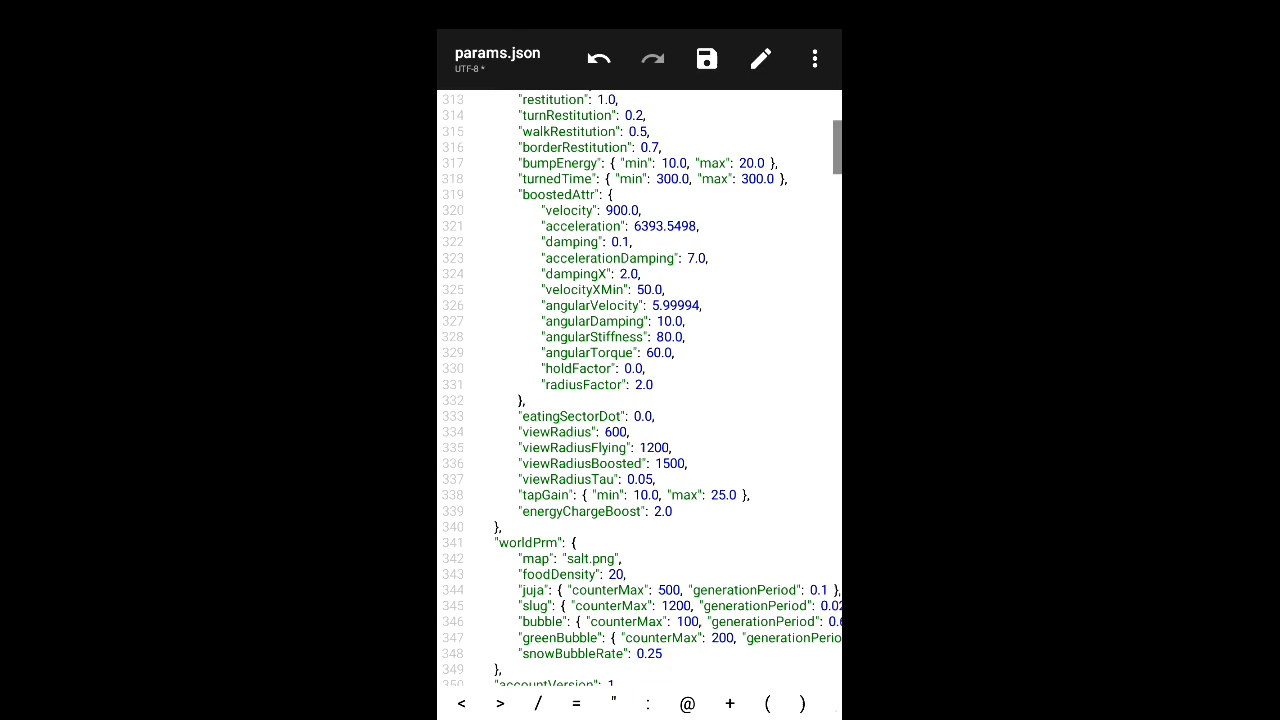 params.json
UTF-8 *
313 "restitution": 1.0,
314 "turnRestitution": 0.2,
315 "walkRestitution": 0.5,
316 "borderRestitution": 0.7,
317 "bumpEnergy": { "min": 10.0, "max": 20.0 },
318 "turnedTime": { "min": 300.0, "max": 300.0 },
319 "boostedAttr": {
320 "velocity": 900.0,
321 "acceleration": 6393.5498,
322 "damping": 0.1,
323 "accelerationDamping": 7.0,
324 "dampingX": 2.0,
325 "velocityXMin": 50.0,
326 "angularVelocity": 5.99994,
327 "angularDamping": 10.0,
328 "angularStiffness": 80.0,
329 "angularTorque": 60.0,
330 "holdFactor": 0.0,
331 "radiusFactor": 2.0
332 },
333 "eatingSectorDot": 0.0,
334 "viewRadius": 600,
335 "viewRadiusFlying": 1200,
336 "viewRadiusBoosted": 1500,
337 "viewRadiusTau": 0.05,
338 "tapGain": { "min": 10.0, "max": 25.0 },
339 "energyChargeBoost": 2.0
340 },
341 "worldPrm": {
342 "map": "salt.png",
343 "foodDensity": 20,
344 "juja": { "counterMax": 500, "generationPeriod": 0.1 },
345 "slug": { "counterMax": 1200, "generationPeriod": 0.02
346 "bubble": { "counterMax": 100, "generationPeriod": 0.
347 "greenBubble": { "counterMax": 200, "generationPerio
348 "snowBubbleRate": 0.25
349 },
350 "accountVersion": 1
< > / = " : @ + ( )